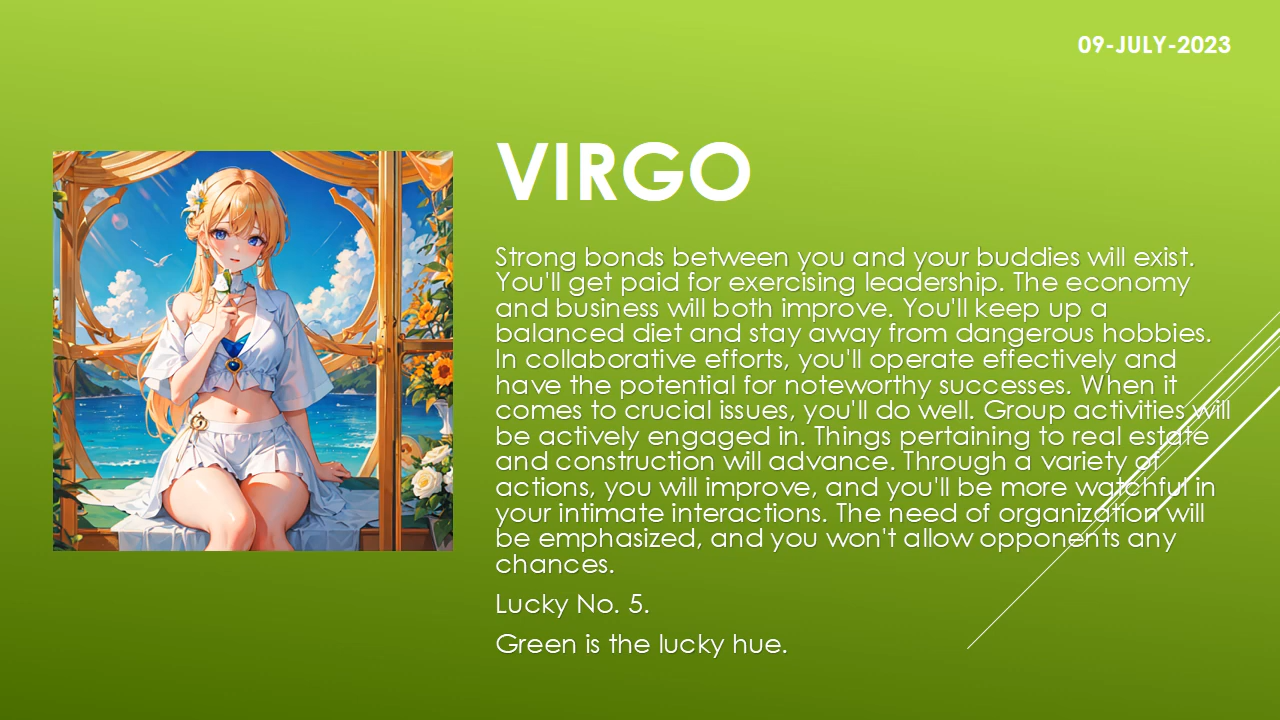 09-JULY-2023
VIRGO
Strong bonds between you and your buddies will exist.
You'll get paid for exercising leadership. The economy
and business will both improve. You'll keep up a
balanced diet and stay away from dangerous hobbies.
In collaborative efforts, you'll operate effectively and
have the potential for noteworthy successes. When it
comes to crucial issues, you'll do well. Group activities will
be actively engaged in. Things pertaining to real estate
and construction will advance. Through a variety of
actions, you will improve, and you'll be more watchful in
your intimate interactions. The need of organization will
be emphasized, and you won't allow opponents any
chances.
Lucky No. 5.
Green is the lucky hue.